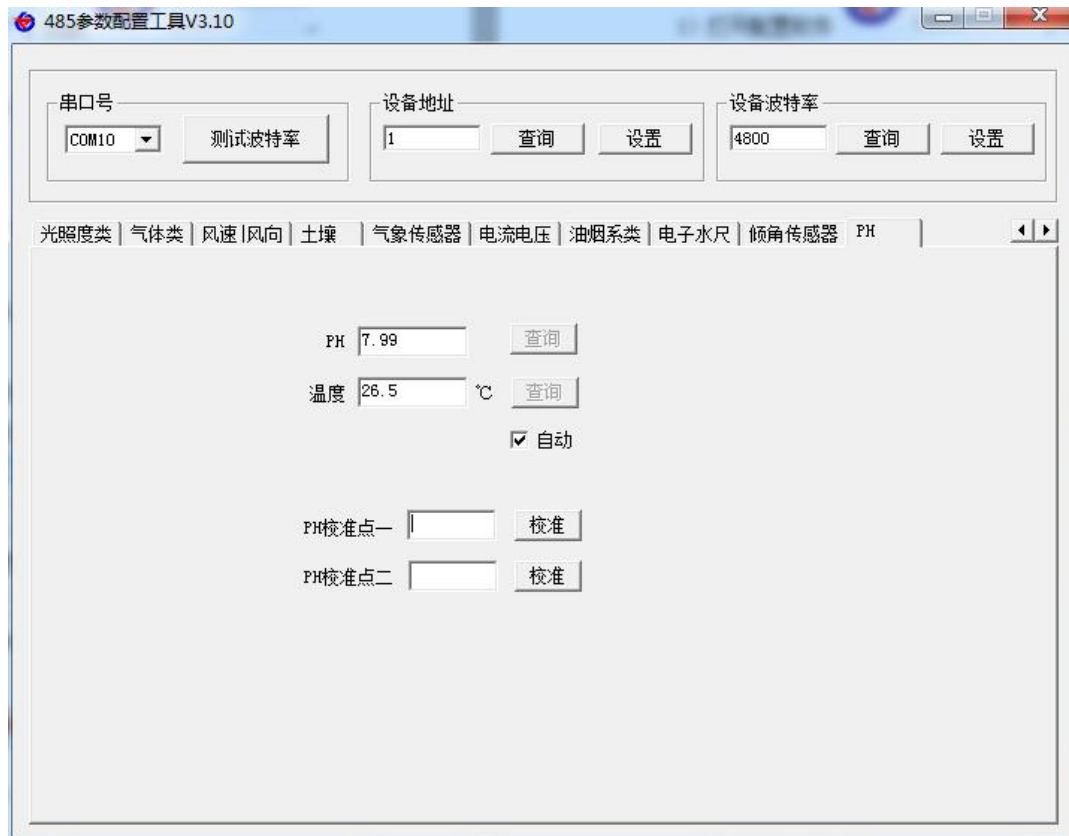 485参数配置工具V3.10
串口号 设备地址 设备波特率
COM10 测试波特率 1 查询 设置 4800 查询 设置
光照度类 气体类 风速|风向 土壤 气象传感器 电流电压 油烟系类 电子水尺 倾角传感器 PH
PH 7.99 查询
温度 26.5 ℃ 查询
自动
PH校准点一 校准
PH校准点二 校准